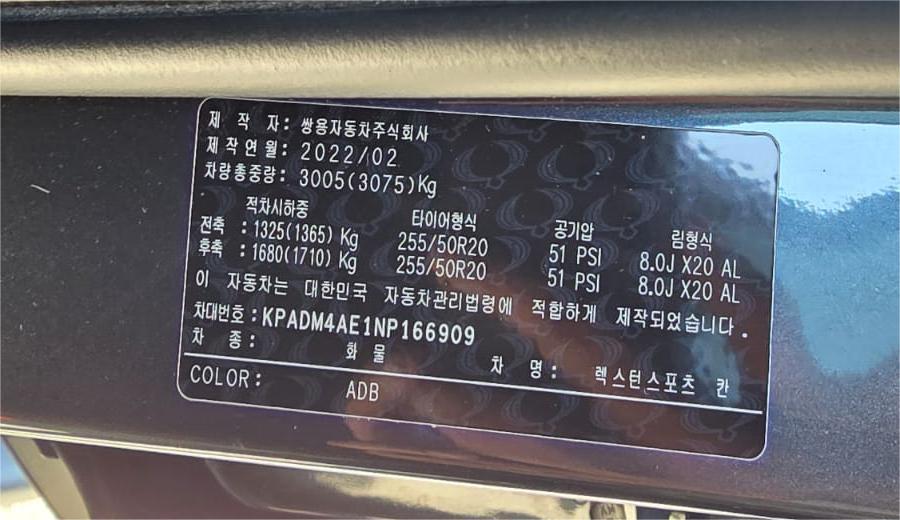 제 작 자: 쌍용자동차주식회사
제작연월: 2022/02
차량총중량: 3005(3075)Kg
적차시하중 타이어형식 공기압 림형식
전축 : 1325(1365) Kg 255/50R20 51 PSI 8.0J X20 AL
후축 : 1680(1710) Kg 255/50R20 51 PSI 8.0J X20 AL
이 자동차는 대한민국 자동차관리법령에 적합하게 제작되었습니다.
차대번호: KPADM4AE1NP166909
차 종: 화 물 차 명: 렉스턴스포츠 칸
COLOR: ADB